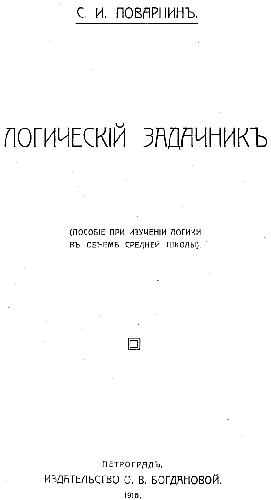 С. И. ПОВАРНИНЪ.
ЛОГИЧЕСКІЙ ЗАДАЧНИКЪ
(ПОСОБІЕ ПРИ ИЗУЧЕНІИ ЛОГИКИ
ВЪ ОБЪЕМѢ СРЕДНЕЙ ШКОЛЫ).
ПЕТРОГРАДЪ.
ИЗДАТЕЛЬСТВО О. В. БОГДАНОВОЙ.
1916.